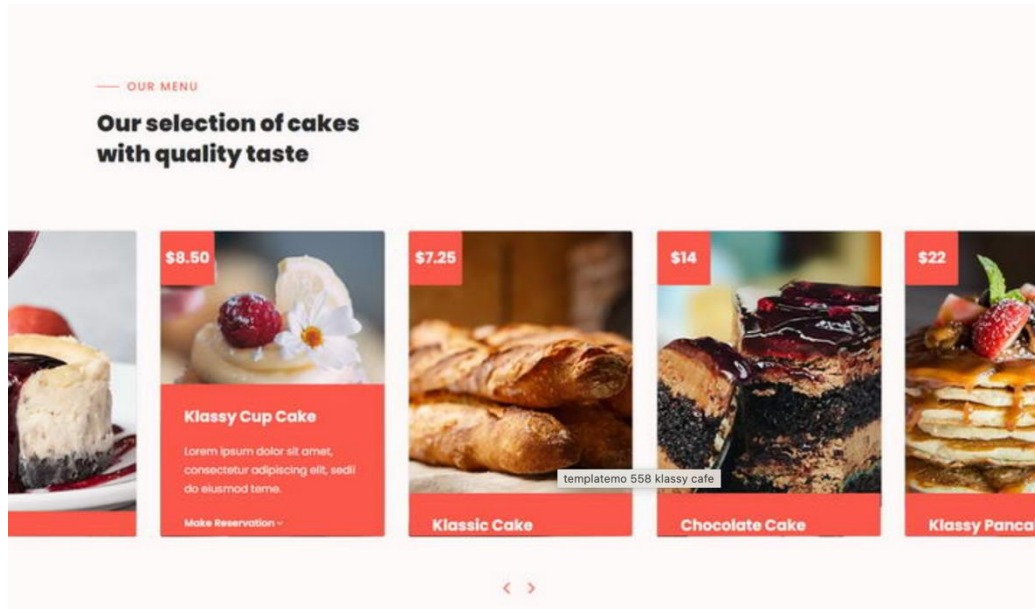 OUR MENU
Our selection of cakes
with quality taste
$8.50
$7.25
$14
$22
Klassy Cup Cake
Lorem ipsum dolor sit amet,
consectetur adipiscing elit, sedii
do eiusmod teme.
Make Reservation
templatemo 558 klassy cafe
Klassic Cake
Chocolate Cake
Klassy Panca